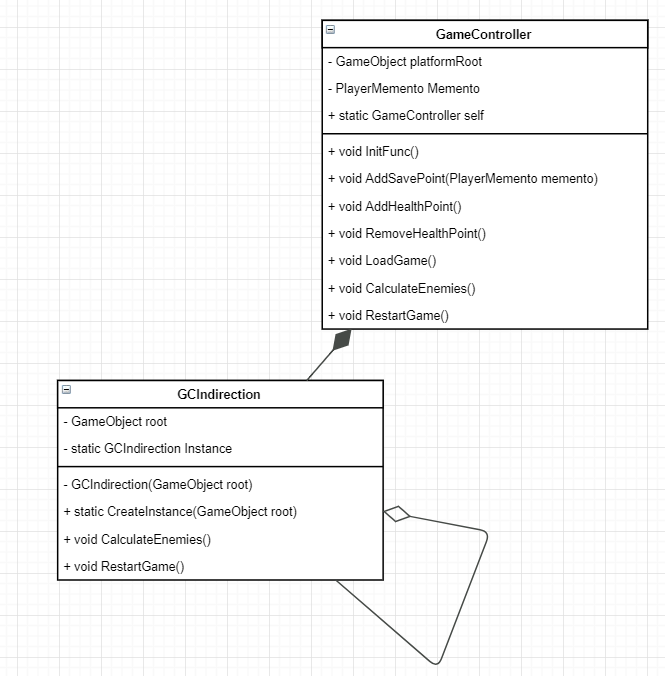 GameController
- GameObject platformRoot
- PlayerMemento Memento
+ static GameController self
+ void InitFunc()
+ void AddSavePoint(PlayerMemento memento)
+ void AddHealthPoint()
+ void RemoveHealthPoint()
+ void LoadGame()
+ void CalculateEnemies()
+ void RestartGame()
GCIndirection
- GameObject root
- static GCIndirection Instance
- GCIndirection(GameObject root)
+ static CreateInstance(GameObject root)
+ void CalculateEnemies()
+ void RestartGame()